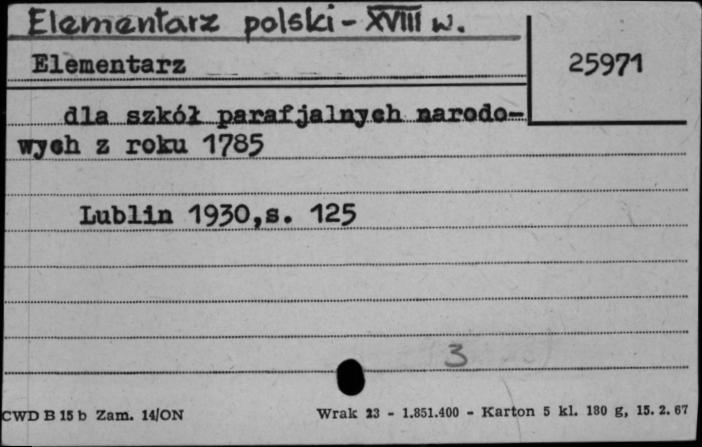 Elementarz polski - XVIII w.
Elementarz
25971
dla szkół parafjalnych narodo-
wych z roku 1785
Lublin 1930,s. 125
3
CWD B 15 b Zam. 14/ON
Wrak 23 - 1.851.400 - Karton 5 kl. 180 g, 15. 2. 67